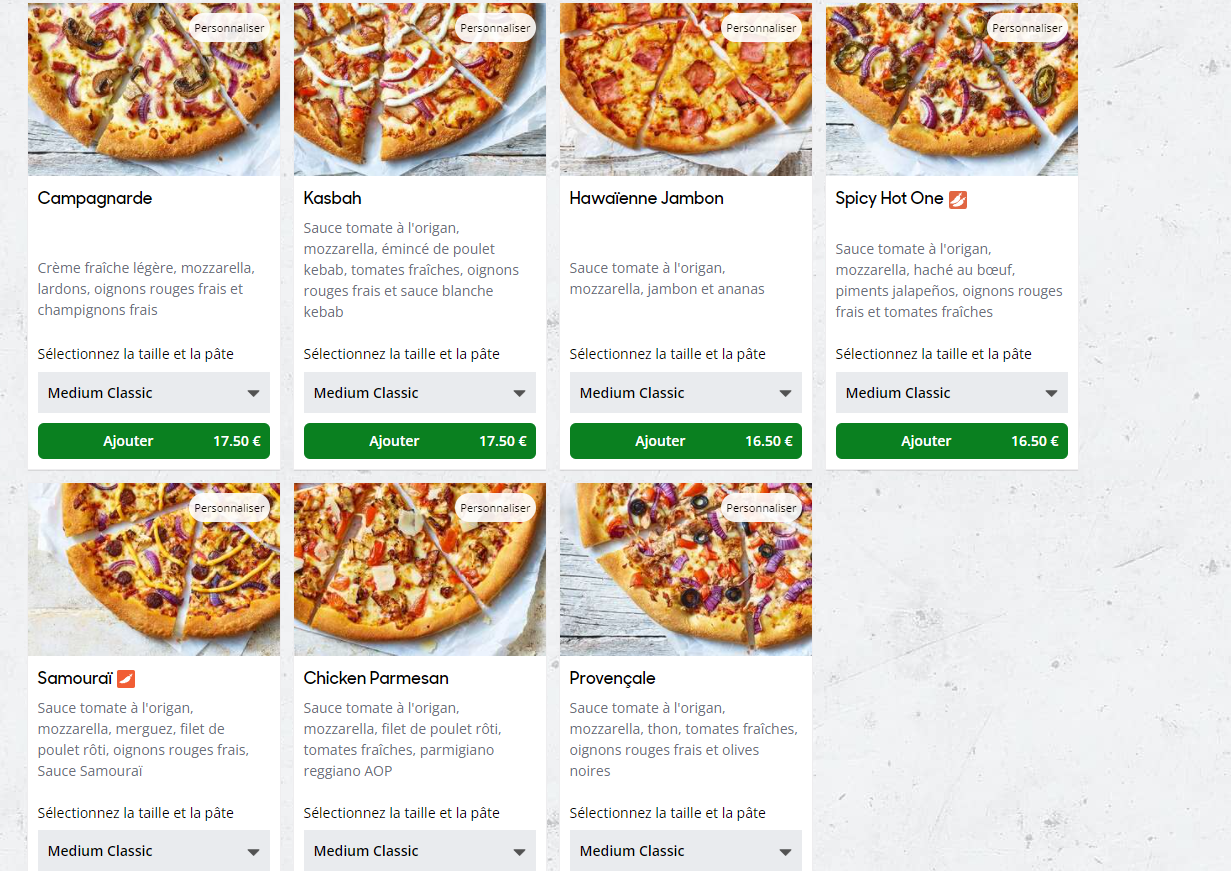 Personnaliser
Campagnarde
Crème fraîche légère, mozzarella,
lardons, oignons rouges frais et
champignons frais
Sélectionnez la taille et la pâte
Medium Classic
Ajouter 17.50 €
Personnaliser
Kasbah
Sauce tomate à l'origan,
mozzarella, émincé de poulet
kebab, tomates fraîches, oignons
rouges frais et sauce blanche
kebab
Sélectionnez la taille et la pâte
Medium Classic
Ajouter 17.50 €
Personnaliser
Hawaïenne Jambon
Sauce tomate à l'origan,
mozzarella, jambon et ananas
Sélectionnez la taille et la pâte
Medium Classic
Ajouter 16.50 €
Personnaliser
Spicy Hot One
Sauce tomate à l'origan,
mozzarella, haché au bœuf,
piments jalapeños, oignons rouges
frais et tomates fraîches
Sélectionnez la taille et la pâte
Medium Classic
Ajouter 16.50 €
Personnaliser
Samouraï
Sauce tomate à l'origan,
mozzarella, merguez, filet de
poulet rôti, oignons rouges frais,
Sauce Samouraï
Sélectionnez la taille et la pâte
Medium Classic
Personnaliser
Chicken Parmesan
Sauce tomate à l'origan,
mozzarella, filet de poulet rôti,
tomates fraîches, parmigiano
reggiano AOP
Sélectionnez la taille et la pâte
Medium Classic
Personnaliser
Provençale
Sauce tomate à l'origan,
mozzarella, thon, tomates fraîches,
oignons rouges frais et olives
noires
Sélectionnez la taille et la pâte
Medium Classic